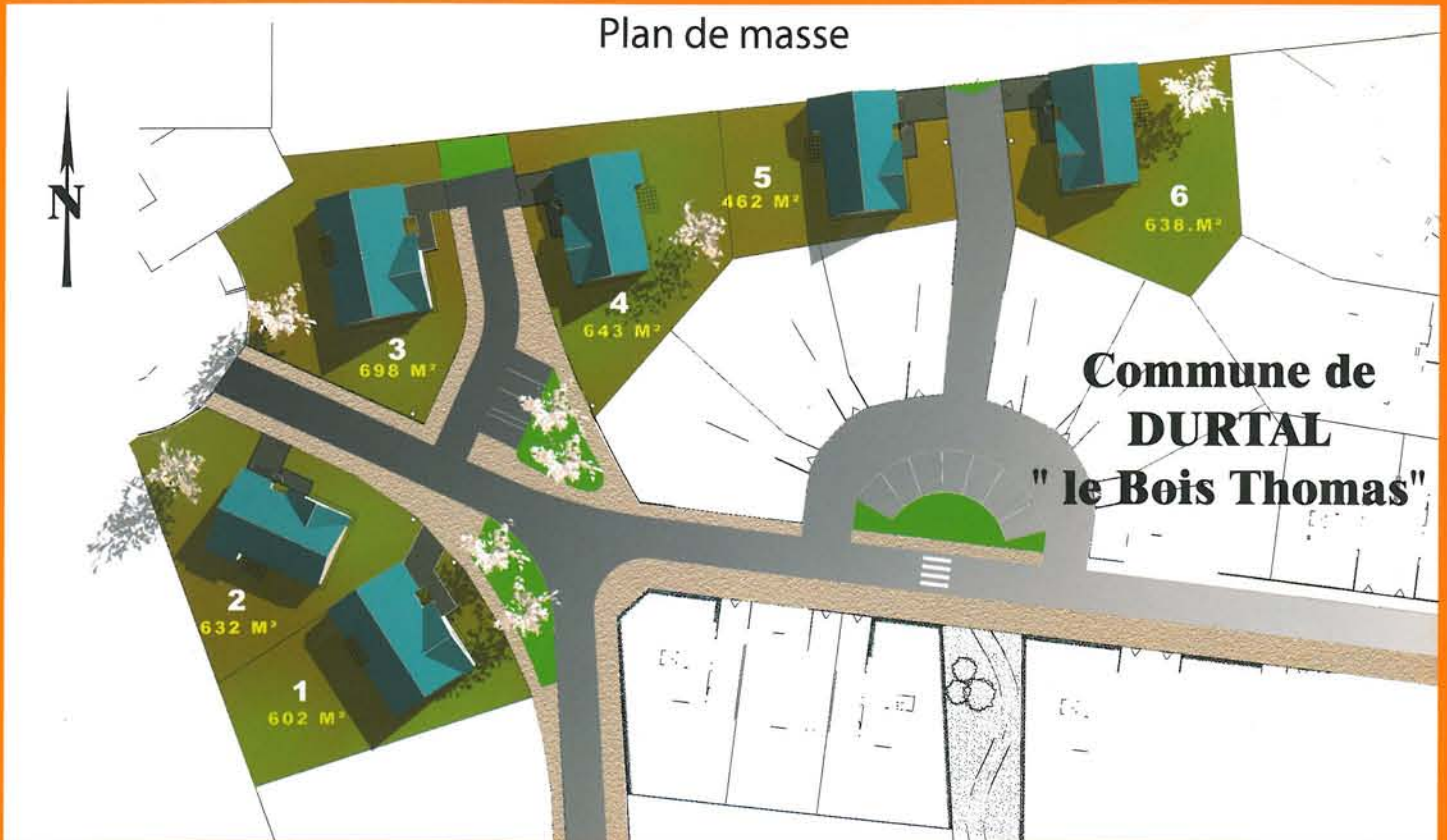 Plan de masse
N
5
462 M²
6
638.M²
4
643 M²
3
698 M²
Commune de
DURTAL
" le Bois Thomas"
2
632 M²
1
602 M²